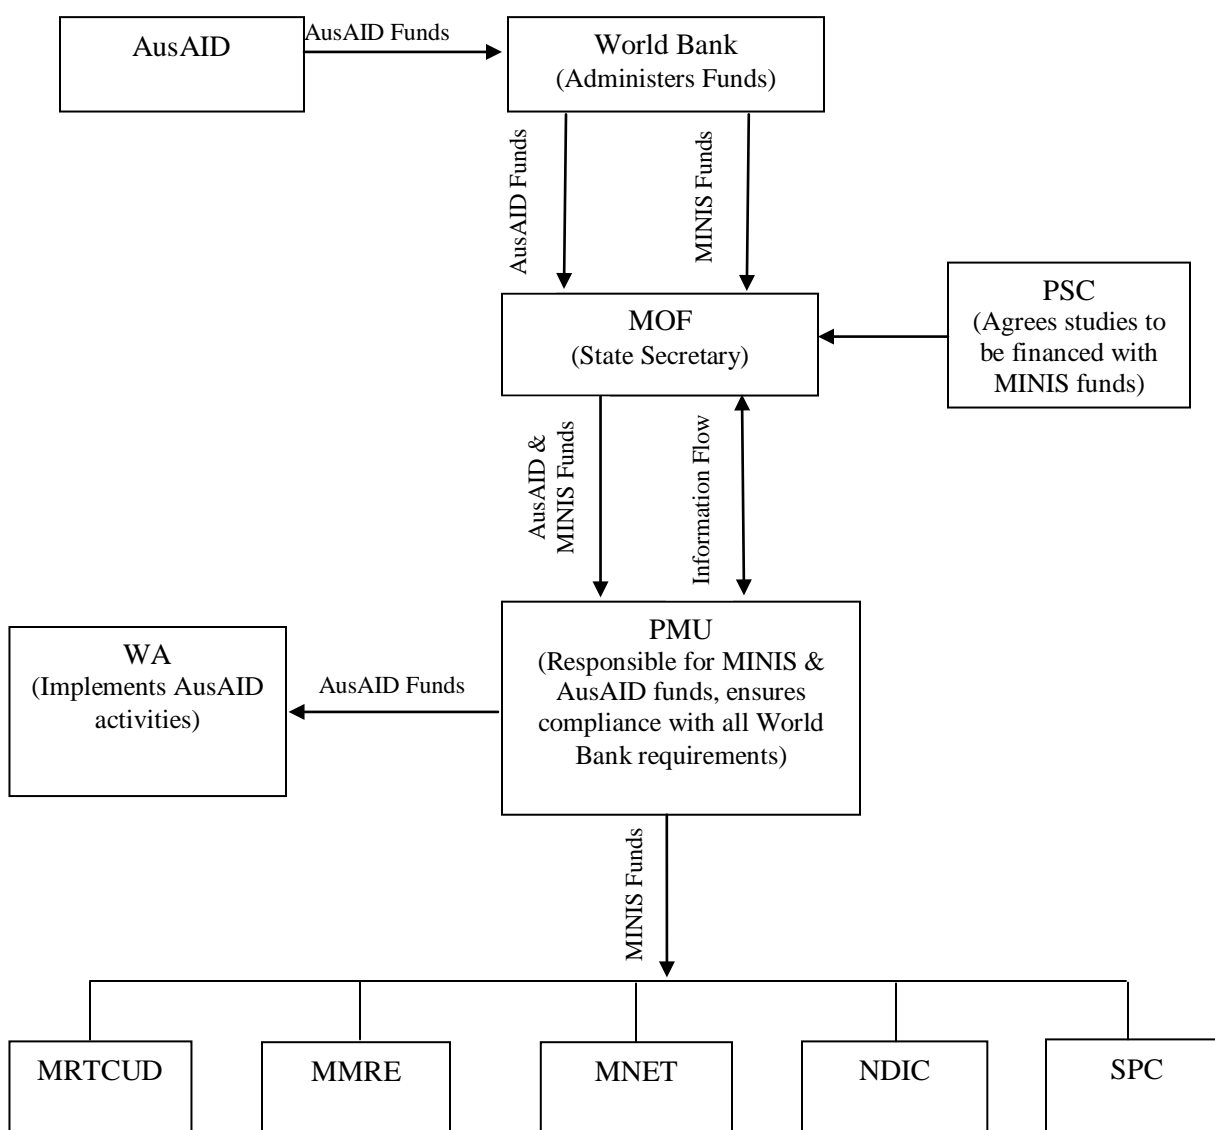 AusAID
AusAID Funds
World Bank
(Administers Funds)
AusAID Funds
MINIS Funds
MOF
(State Secretary)
PSC
(Agrees studies to
be financed with
MINIS funds)
AusAID &
MINIS Funds
Information Flow
WA
(Implements AusAID
activities)
AusAID Funds
PMU
(Responsible for MINIS &
AusAID funds, ensures
compliance with all World
Bank requirements)
MINIS Funds
MRTCUD
MMRE
MNET
NDIC
SPC